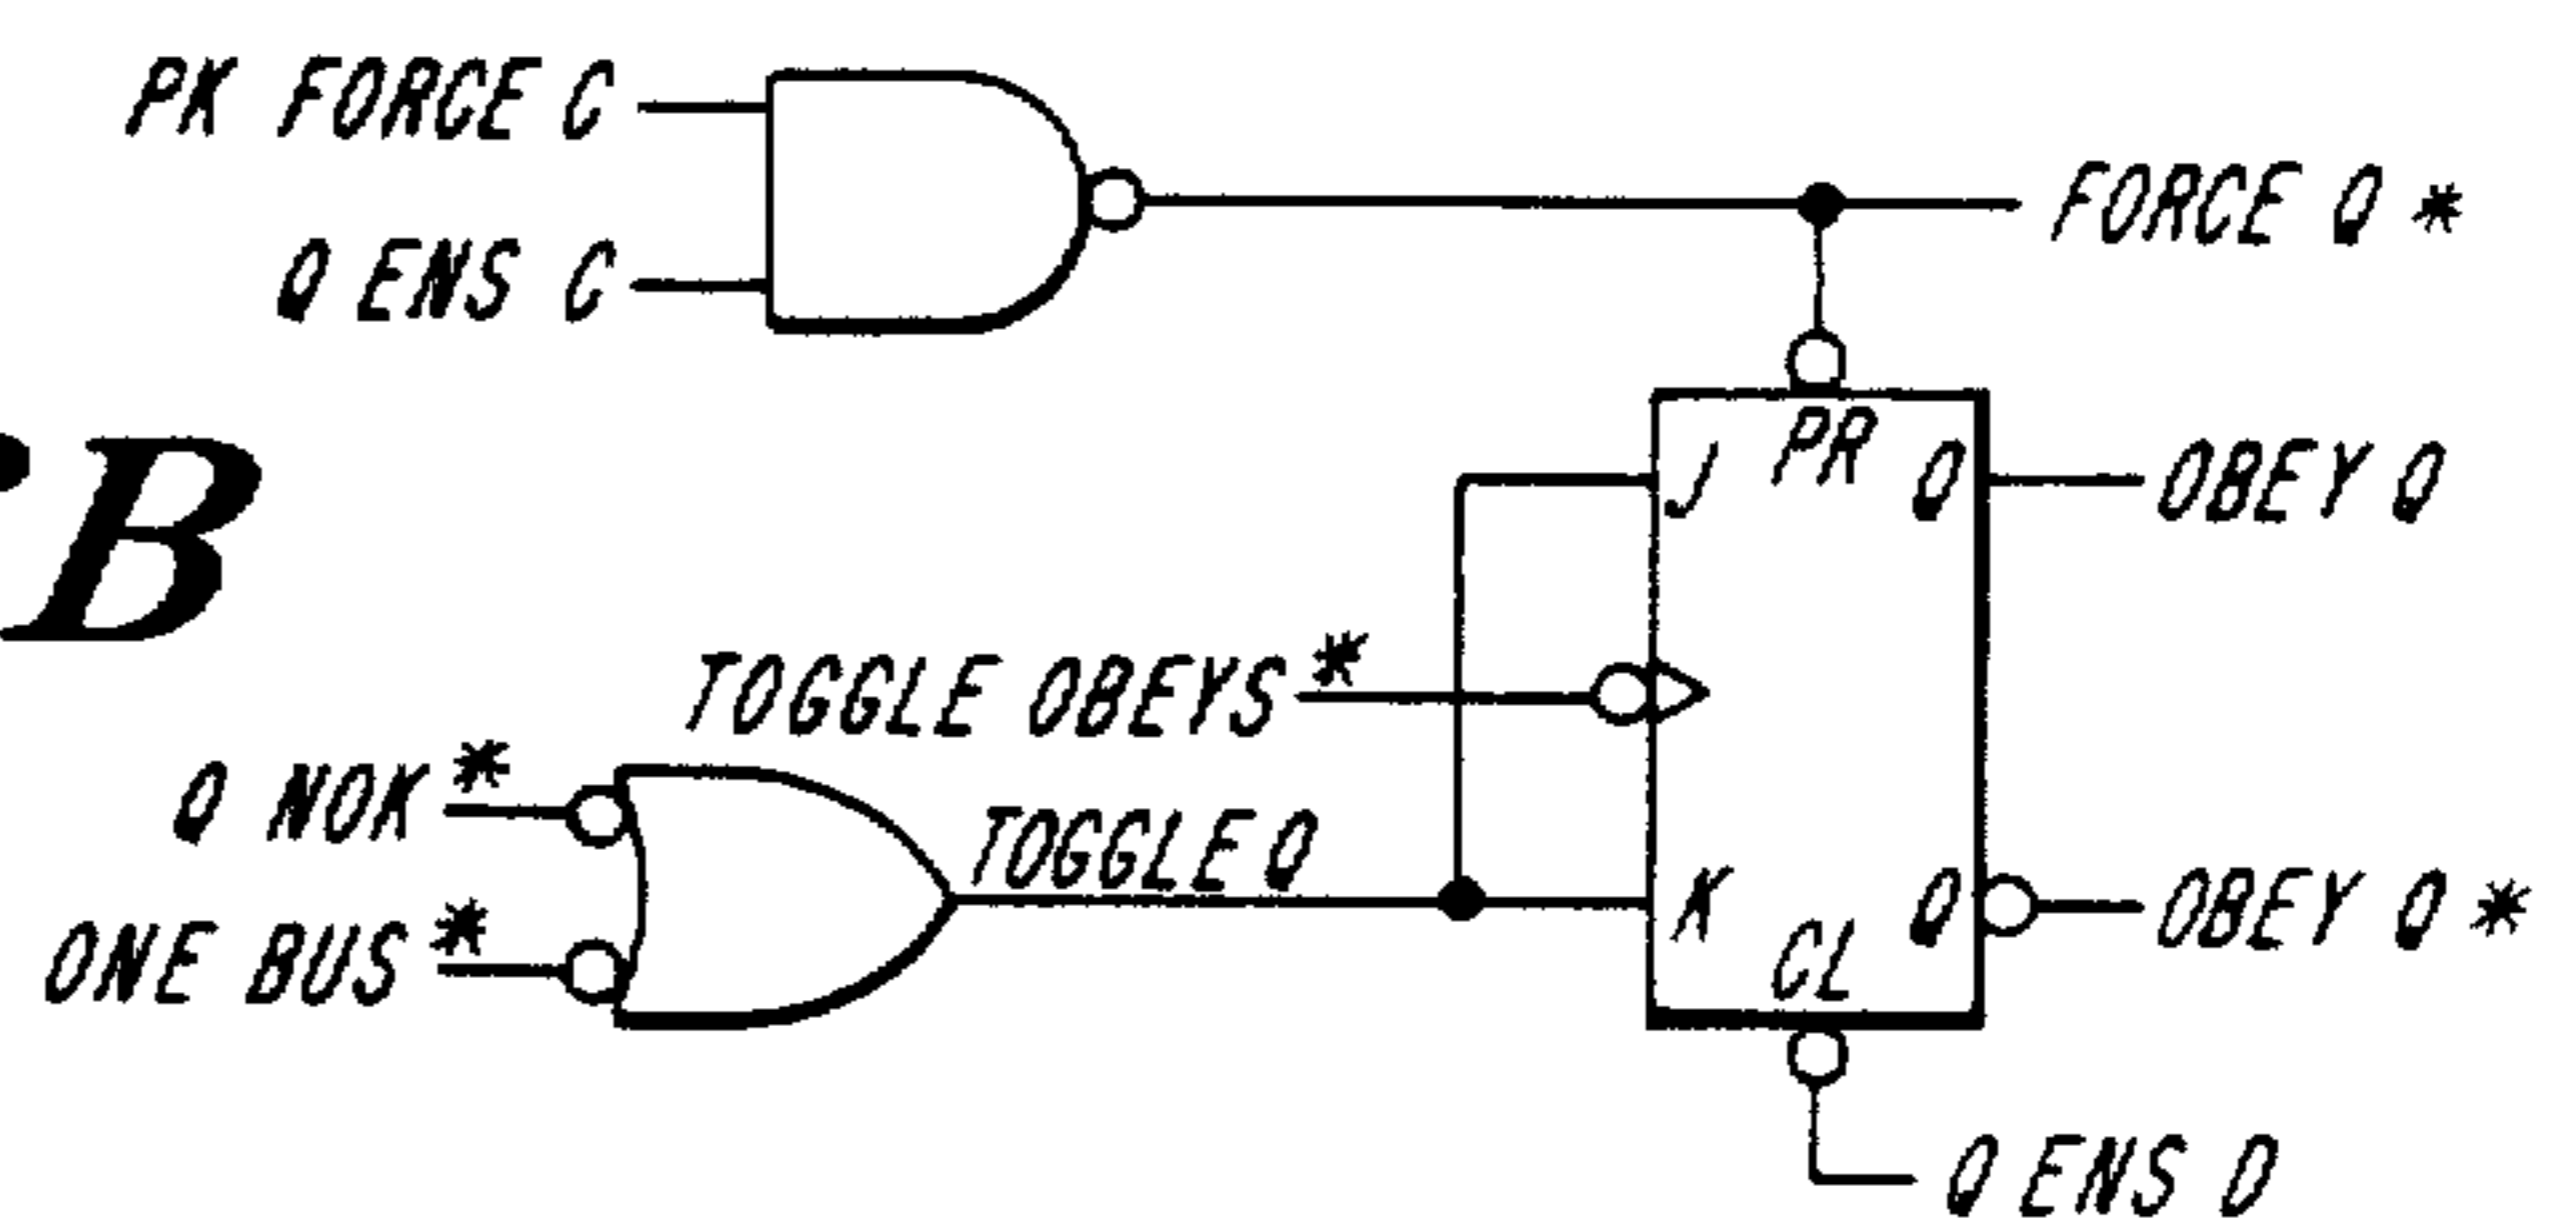 PK FORCE C
Q ENS C
FORCE Q *
B
J
PR
Q
OBEY Q
TOGGLE OBEYS *
Q NOK *
TOGGLE Q
ONE BUS *
K
CL
Q
OBEY Q *
Q ENS D